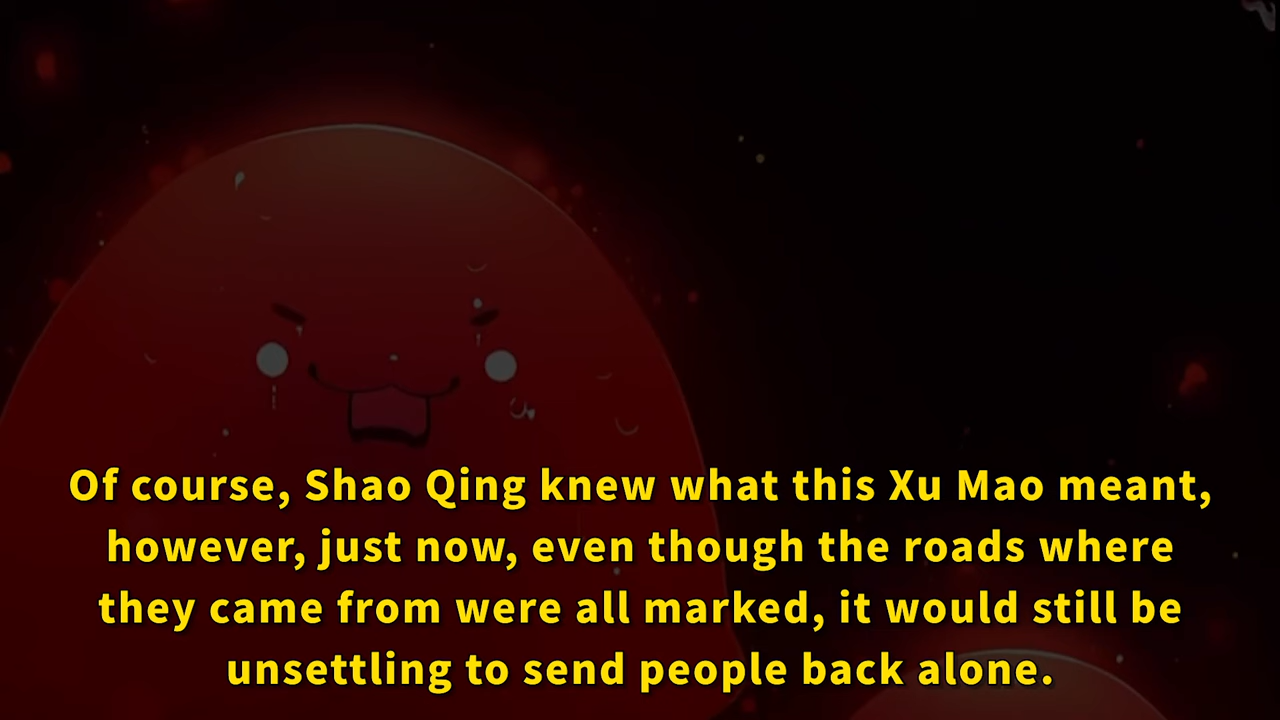 Of course, Shao Qing knew what this Xu Mao meant,
however, just now, even though the roads where
they came from were all marked, it would still be
unsettling to send people back alone.